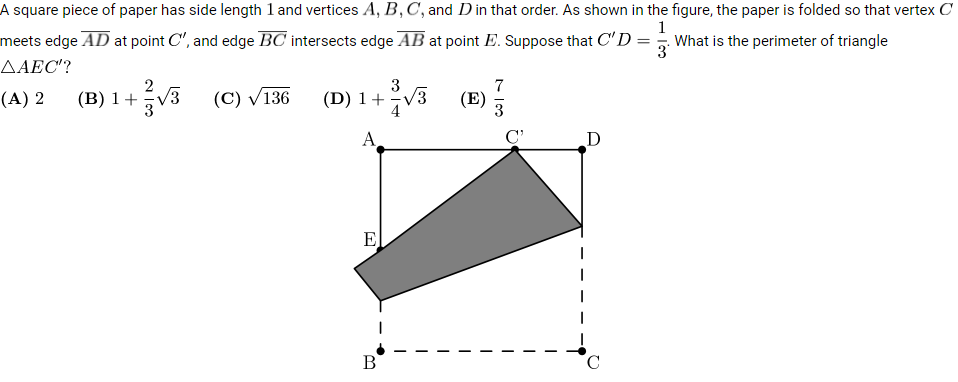 A square piece of paper has side length 1 and vertices A, B, C, and D in that order. As shown in the figure, the paper is folded so that vertex C
meets edge AD at point C′, and edge BC intersects edge AB at point E. Suppose that C′D = 1/3. What is the perimeter of triangle
△AEC′?
(A) 2 (B) 1 + 2/3√3 (C) √136 (D) 1 + 3/4√3 (E) 7/3
A C' D
E
B C